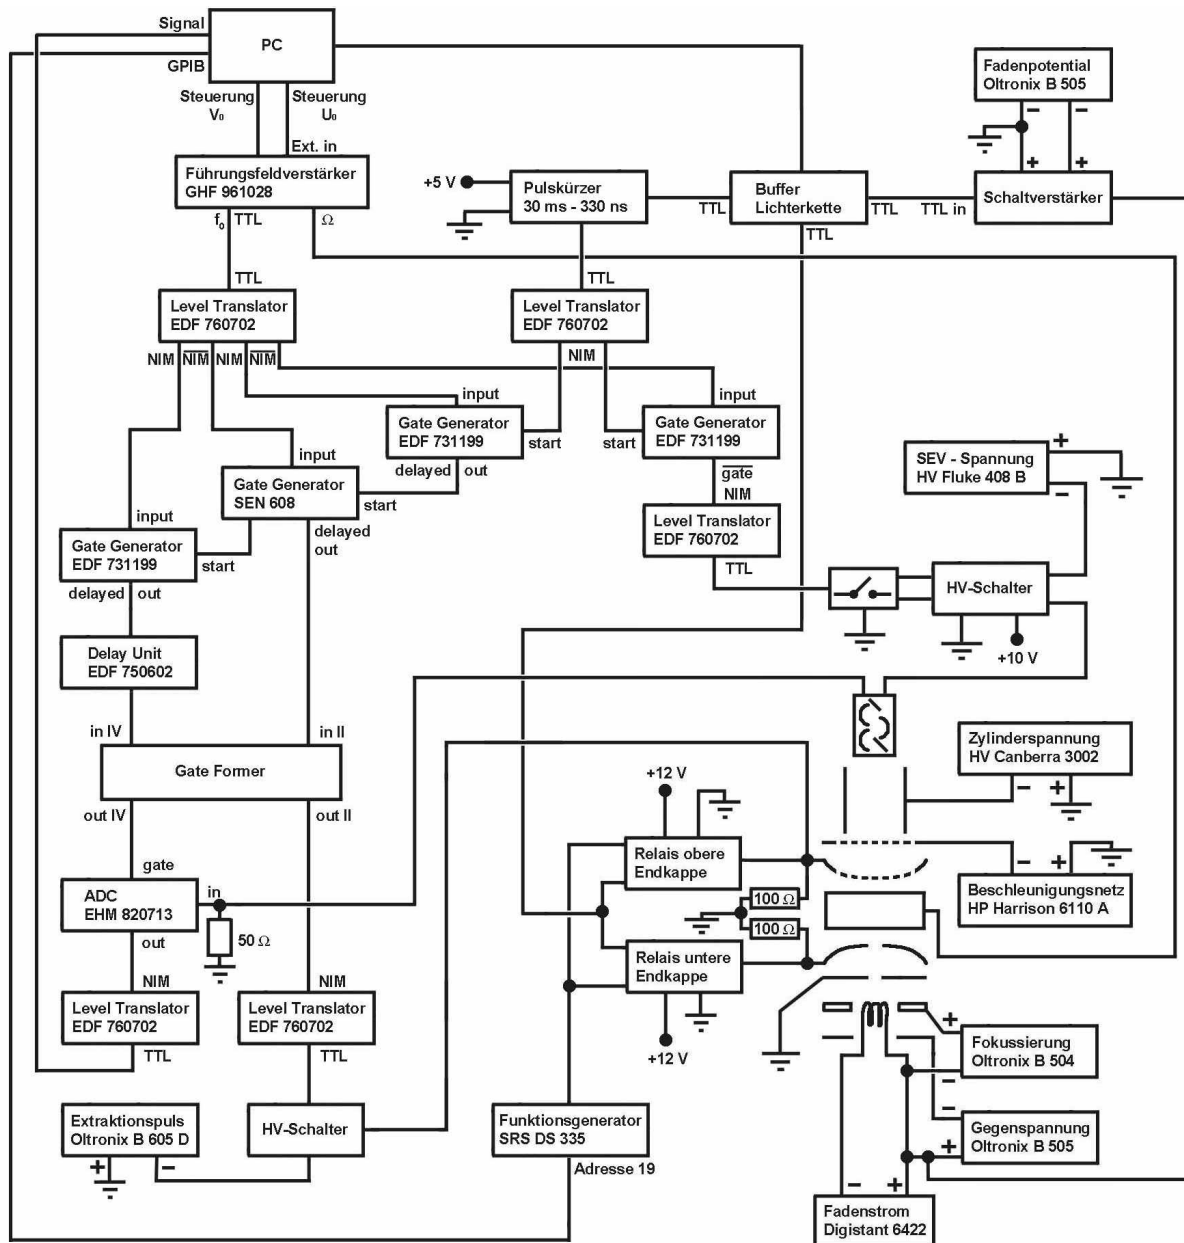 Signal
PC
GPIB
Steuerung
V₀
Steuerung
U₀
Ext. in
Fadenpotential
Oltronix B 505
− −
Führungsfeldverstärker
GHF 961028
+5 V
Pulskürzer
30 ms - 330 ns
TTL
Buffer
Lichterkette
TTL
TTL in
+ +
Schaltverstärker
f₀ TTL
Ω
TTL
TTL
TTL
Level Translator
EDF 760702
Level Translator
EDF 760702
NIM N̅I̅M̅ NIM N̅I̅M̅
NIM
input
Gate Generator
EDF 731199
start
delayed out
input
Gate Generator
EDF 731199
start
g̅a̅t̅e̅
NIM
SEV - Spannung
HV Fluke 408 B
+
−
input
Gate Generator
SEN 608
start
delayed
out
Level Translator
EDF 760702
TTL
input
Gate Generator
EDF 731199
start
delayed out
HV-Schalter
+10 V
Delay Unit
EDF 750602
in IV
in II
Gate Former
out IV
out II
Zylinderspannung
HV Canberra 3002
− +
+12 V
Relais obere
Endkappe
100 Ω
100 Ω
− +
Beschleunigungsnetz
HP Harrison 6110 A
gate
ADC
EHM 820713
in
out
50 Ω
Relais untere
Endkappe
+12 V
NIM
Level Translator
EDF 760702
TTL
NIM
Level Translator
EDF 760702
TTL
+
Fokussierung
Oltronix B 504
−
Extraktionspuls
Oltronix B 605 D
+ −
HV-Schalter
Funktionsgenerator
SRS DS 335
Adresse 19
−
Gegenspannung
Oltronix B 505
+
− +
Fadenstrom
Digistant 6422